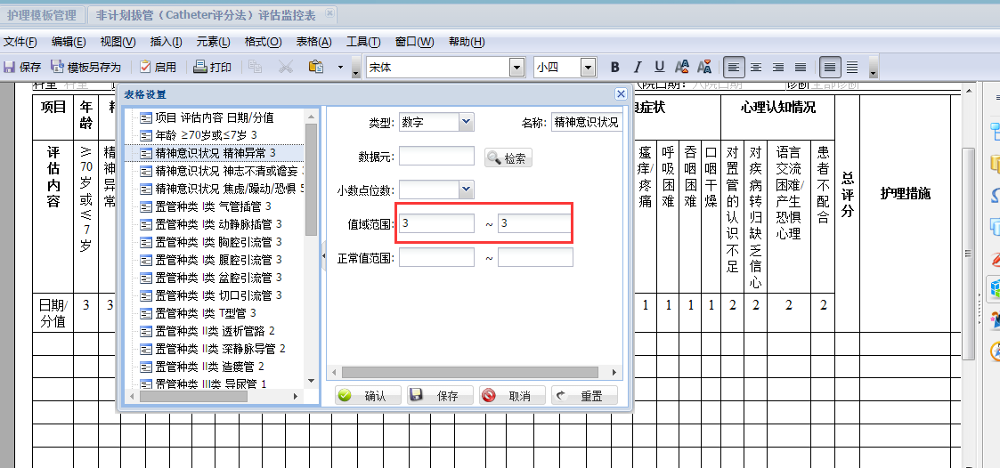 护理模板管理 非计划拔管（Catheter评分法）评估监控表
文件(F) 编辑(E) 视图(V) 插入(I) 元素(L) 格式(O) 表格(A) 工具(T) 窗口(W) 帮助(H)
保存 模板另存为 启用 打印 宋体 小四 B I U
科室 科室 入院日期：入院日期 诊断 全部诊断
表格设置
项目 评估内容 日期/分值
年龄 ≥70岁或≤7岁 3
精神意识状况 精神异常 3
精神意识状况 神志不清或谵妄
精神意识状况 焦虑/躁动/恐惧 5
置管种类 I类 气管插管 3
置管种类 I类 动静脉插管 3
置管种类 I类 胸腔引流管 3
置管种类 I类 腹腔引流管 3
置管种类 I类 盆腔引流管 3
置管种类 I类 切口引流管 3
置管种类 I类 T型管 3
置管种类 II类 透析管路 2
置管种类 II类 深静脉导管 2
置管种类 II类 造瘘管 2
置管种类 III类 导尿管 1
类型: 数字 名称: 精神意识状况
数据元: 检索
小数点位数:
值域范围: 3 ~ 3
正常值范围: ~
确认 保存 取消 重置
项目 年龄 症状 心理认知情况 总评分 护理措施
评估内容 ≥70岁或≤7岁 精神异常 瘙痒/疼痛 呼吸困难 吞咽困难 口咽干燥 对置管的认识不足 对疾病转归缺乏信心 语言交流困难/产生恐惧心理 患者不配合
日期/分值 3 3 1 1 1 1 2 2 2 2